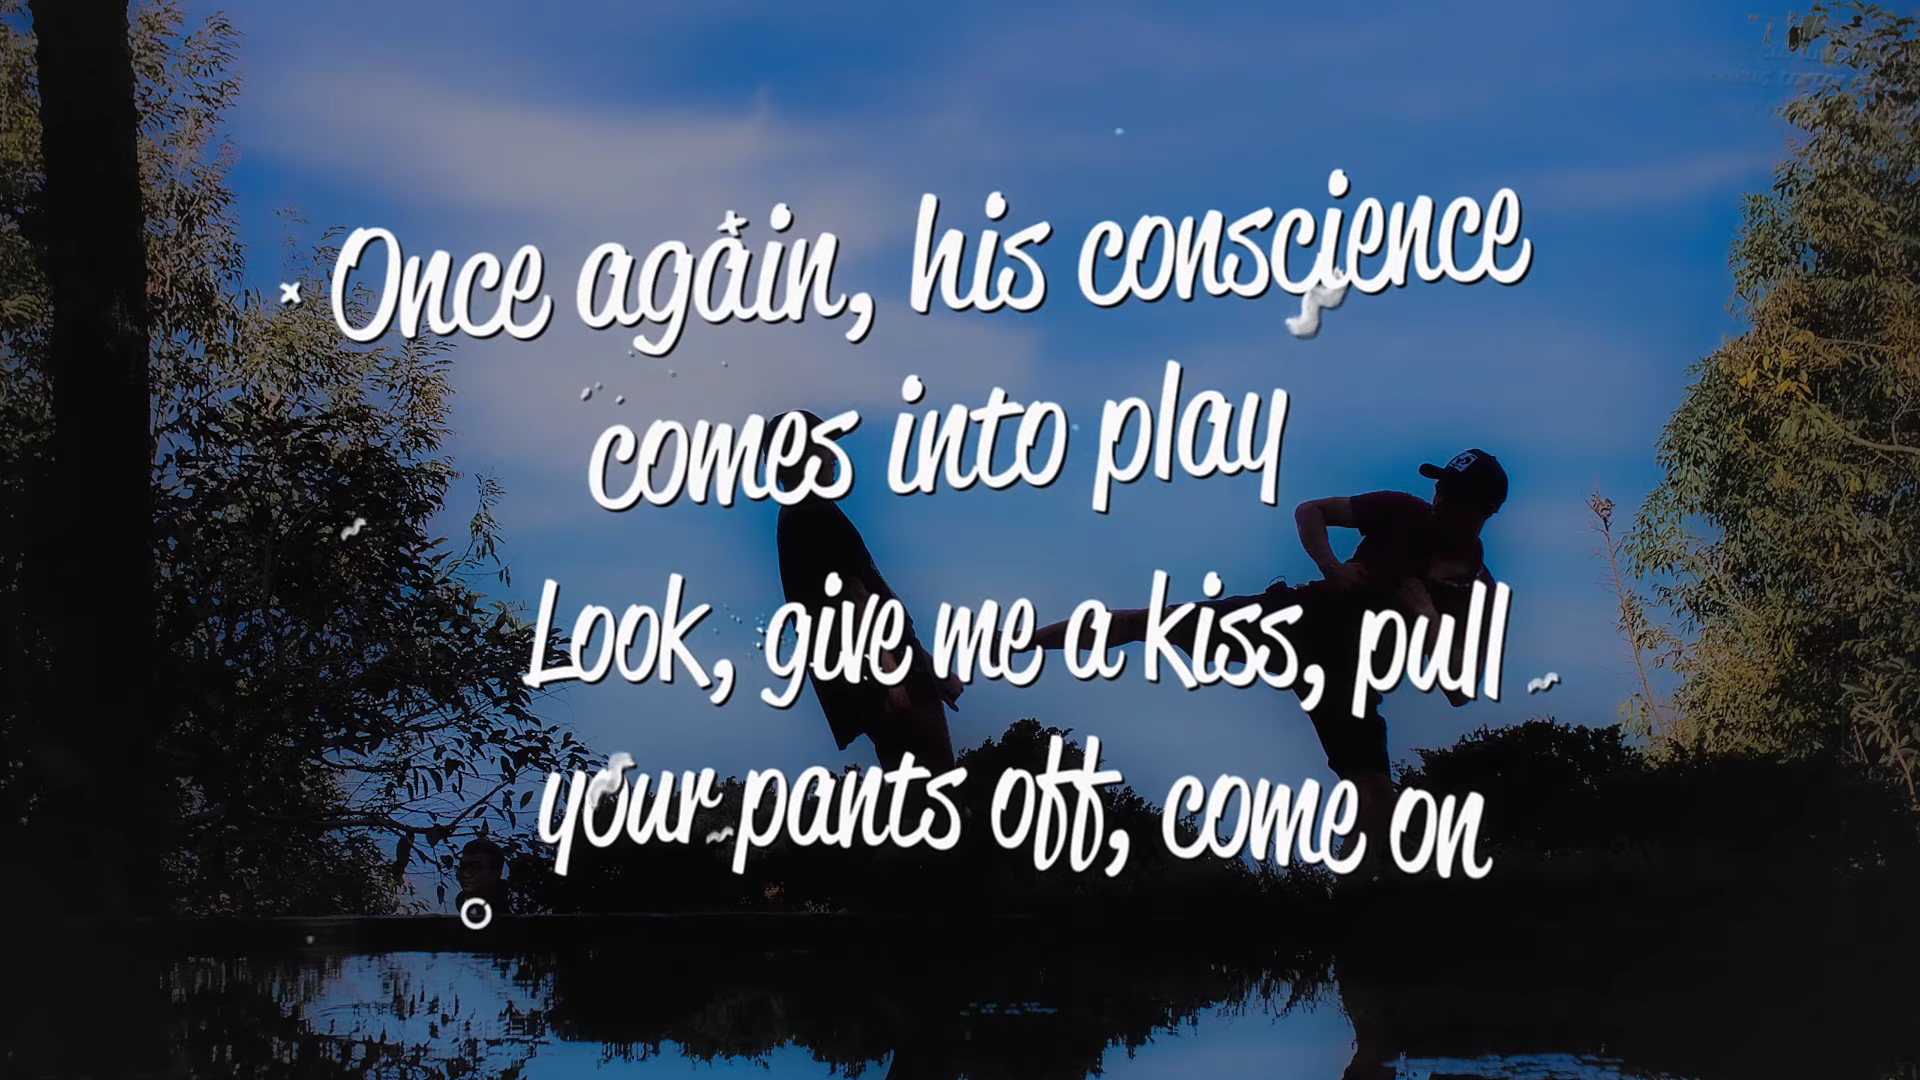 Once again, his conscience
comes into play
Look, give me a kiss, pull
your pants off, come on